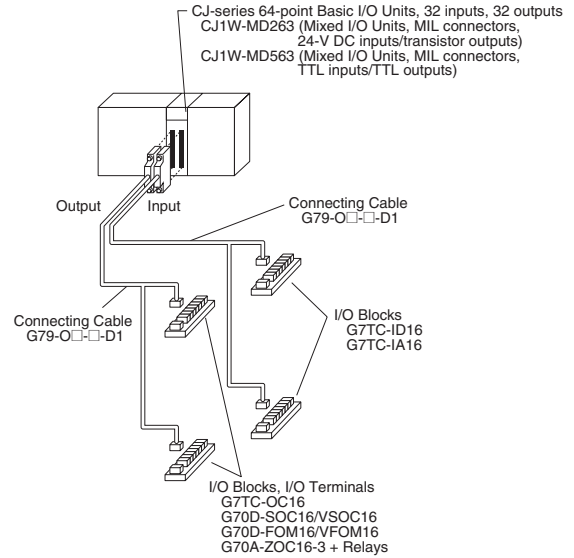 CJ-series 64-point Basic I/O Units, 32 inputs, 32 outputs
CJ1W-MD263 (Mixed I/O Units, MIL connectors,
24-V DC inputs/transistor outputs)
CJ1W-MD563 (Mixed I/O Units, MIL connectors,
TTL inputs/TTL outputs)
Output
Input
Connecting Cable
G79-O□-□-D1
Connecting Cable
G79-O□-□-D1
I/O Blocks
G7TC-ID16
G7TC-IA16
I/O Blocks, I/O Terminals
G7TC-OC16
G70D-SOC16/VSOC16
G70D-FOM16/VFOM16
G70A-ZOC16-3 + Relays